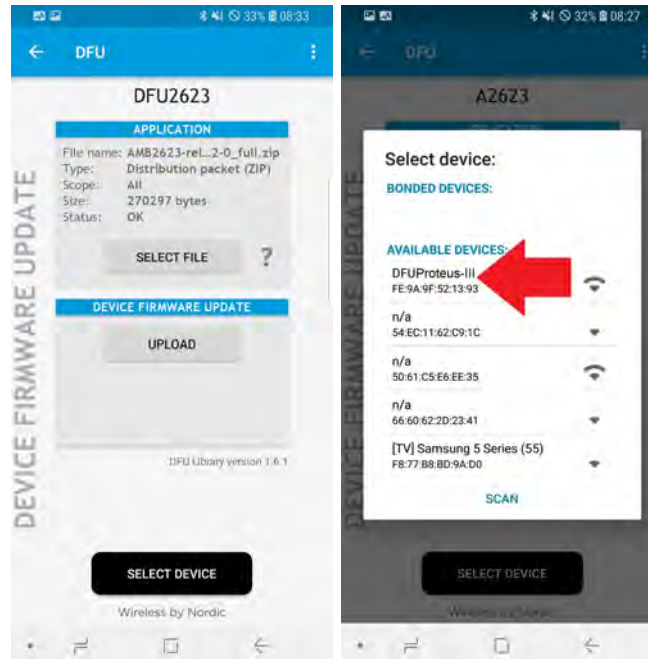 33% 08:33
DFU
DFU2623
APPLICATION
File name: AMB2623-rel...2-0_full.zip
Type: Distribution packet (ZIP)
Scope: All
Size: 270297 bytes
Status: OK
SELECT FILE
?
DEVICE FIRMWARE UPDATE
UPLOAD
DFU Library version 1.6.1
DEVICE FIRMWARE UPDATE
SELECT DEVICE
Wireless by Nordic
32% 08:27
DFU
A2623
Select device:
BONDED DEVICES:
AVAILABLE DEVICES:
DFUProteus-III
FE:9A:9F:52:13:93
n/a
54:EC:11:62:C9:1C
n/a
50:61:C5:E6:EE:35
n/a
66:60:62:2D:23:41
[TV] Samsung 5 Series (55)
F8:77:B8:BD:9A:D0
SCAN
SELECT DEVICE